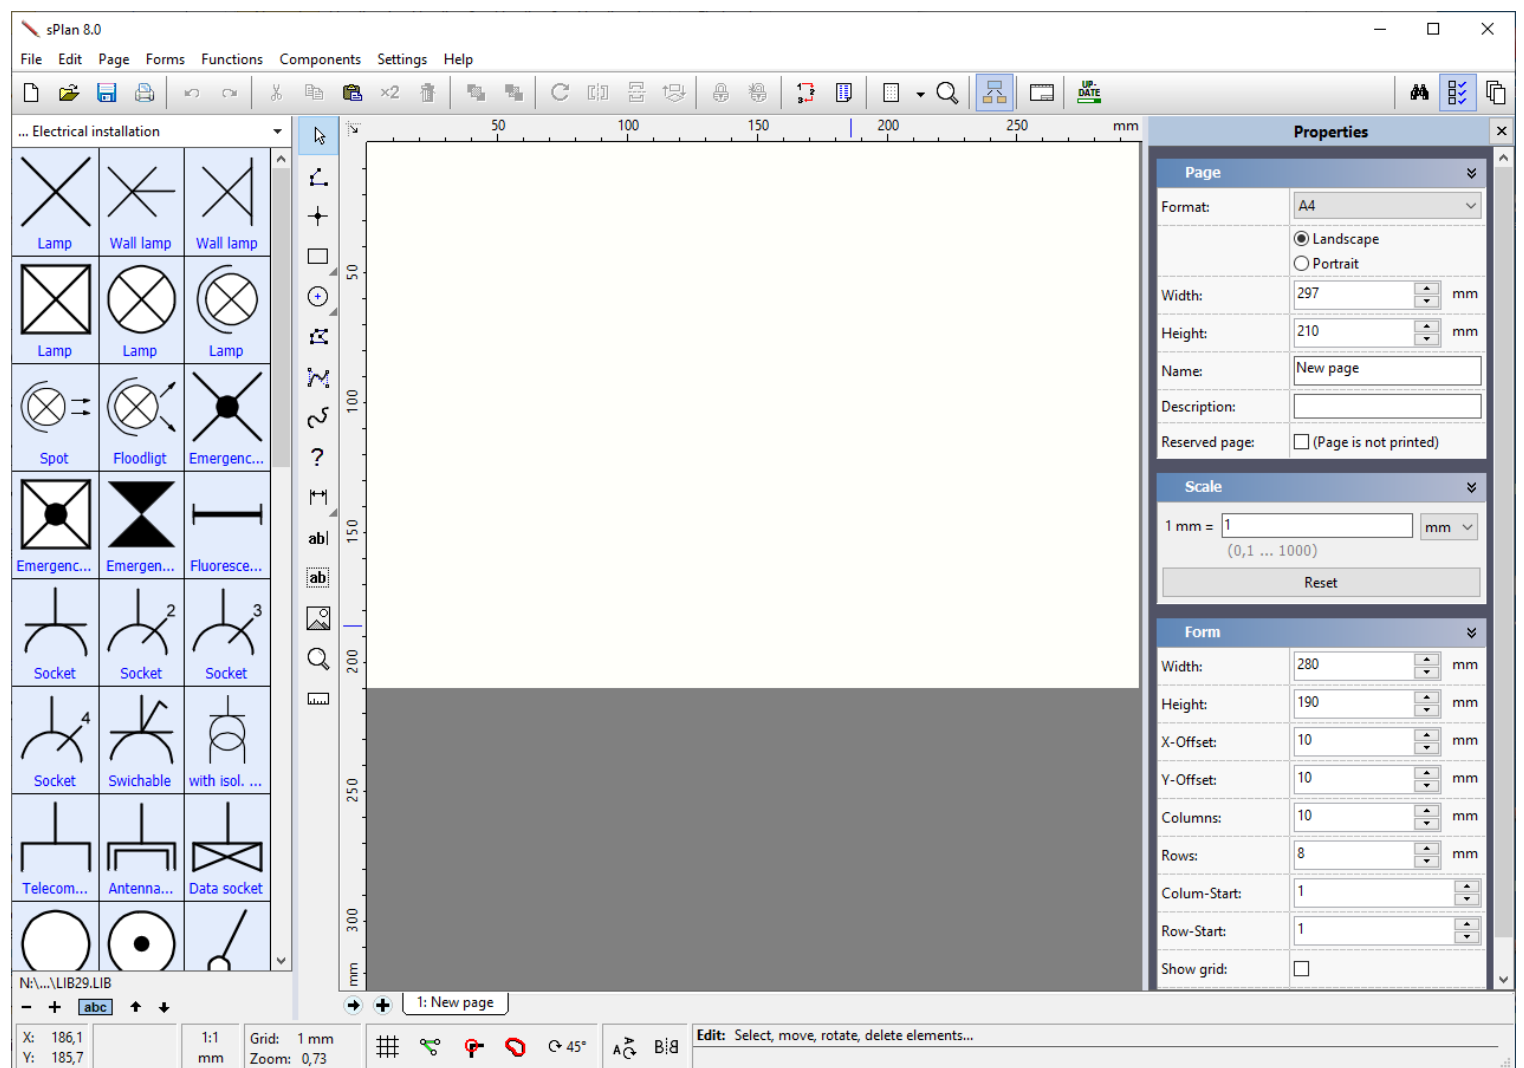 sPlan 8.0
File Edit Page Forms Functions Components Settings Help
×2
UP-DATE
... Electrical installation
Lamp Wall lamp Wall lamp
Lamp Lamp Lamp
Spot Floodligt Emergenc...
Emergenc... Emergen... Fluoresce...
2 3
Socket Socket Socket
4
Socket Swichable with isol. ...
Telecom... Antenna... Data socket
N:\...\LIB29.LIB
abc
?
ab|
ab
50 100 150 200 250 mm
50
100
150
200
250
300
mm
1: New page
Properties
Page
Format: A4
Landscape
Portrait
Width: 297 mm
Height: 210 mm
Name: New page
Description:
Reserved page: (Page is not printed)
Scale
1 mm = 1 mm
(0,1 ... 1000)
Reset
Form
Width: 280 mm
Height: 190 mm
X-Offset: 10 mm
Y-Offset: 10 mm
Columns: 10 mm
Rows: 8 mm
Colum-Start: 1
Row-Start: 1
Show grid:
X: 186,1
Y: 185,7
1:1
mm
Grid: 1 mm
Zoom: 0,73
45°
Edit: Select, move, rotate, delete elements...